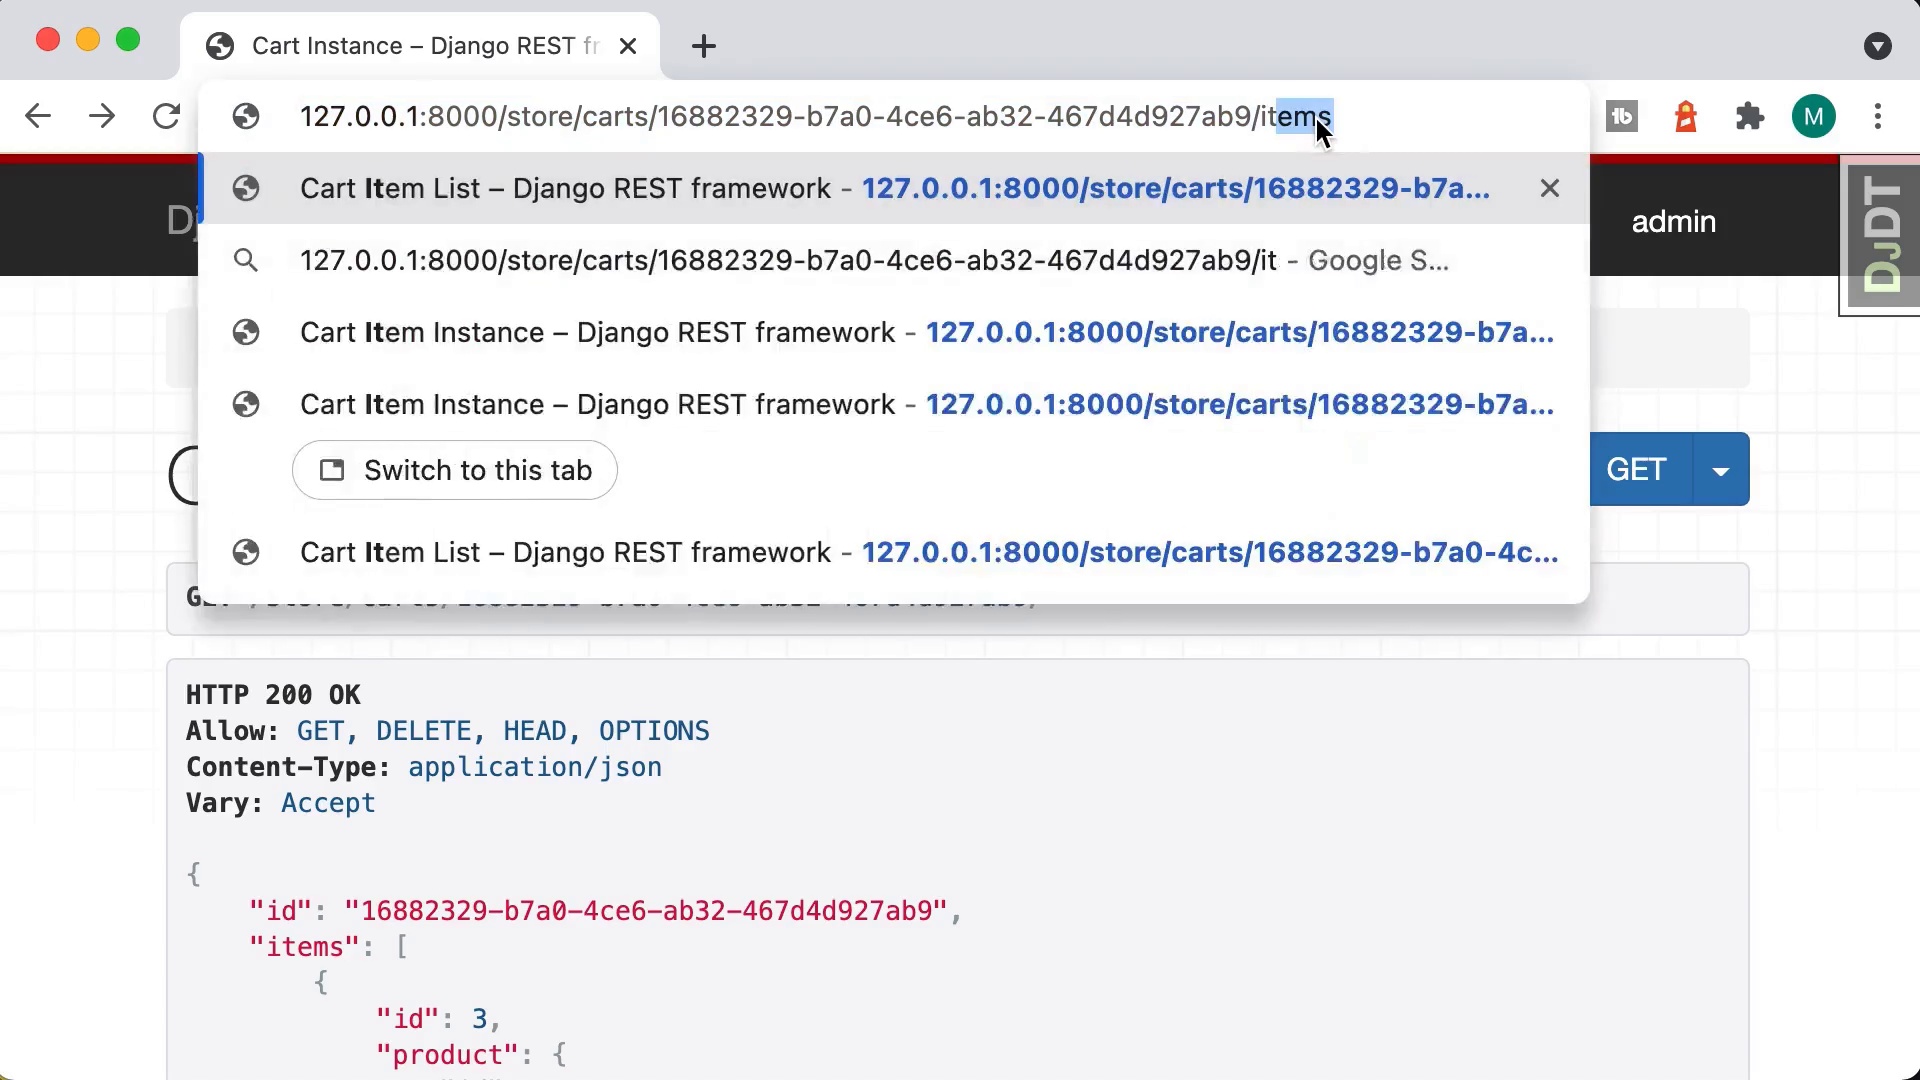 Cart Instance – Django REST fr
127.0.0.1:8000/store/carts/16882329-b7a0-4ce6-ab32-467d4d927ab9/items
tb
M
Cart Item List – Django REST framework - 127.0.0.1:8000/store/carts/16882329-b7a...
127.0.0.1:8000/store/carts/16882329-b7a0-4ce6-ab32-467d4d927ab9/it - Google S...
Cart Item Instance – Django REST framework - 127.0.0.1:8000/store/carts/16882329-b7a...
Cart Item Instance – Django REST framework - 127.0.0.1:8000/store/carts/16882329-b7a...
Switch to this tab
Cart Item List – Django REST framework - 127.0.0.1:8000/store/carts/16882329-b7a0-4c...
Dj
admin
DjDT
GET
HTTP 200 OK
Allow: GET, DELETE, HEAD, OPTIONS
Content-Type: application/json
Vary: Accept
{
"id": "16882329-b7a0-4ce6-ab32-467d4d927ab9",
"items": [
{
"id": 3,
"product": {